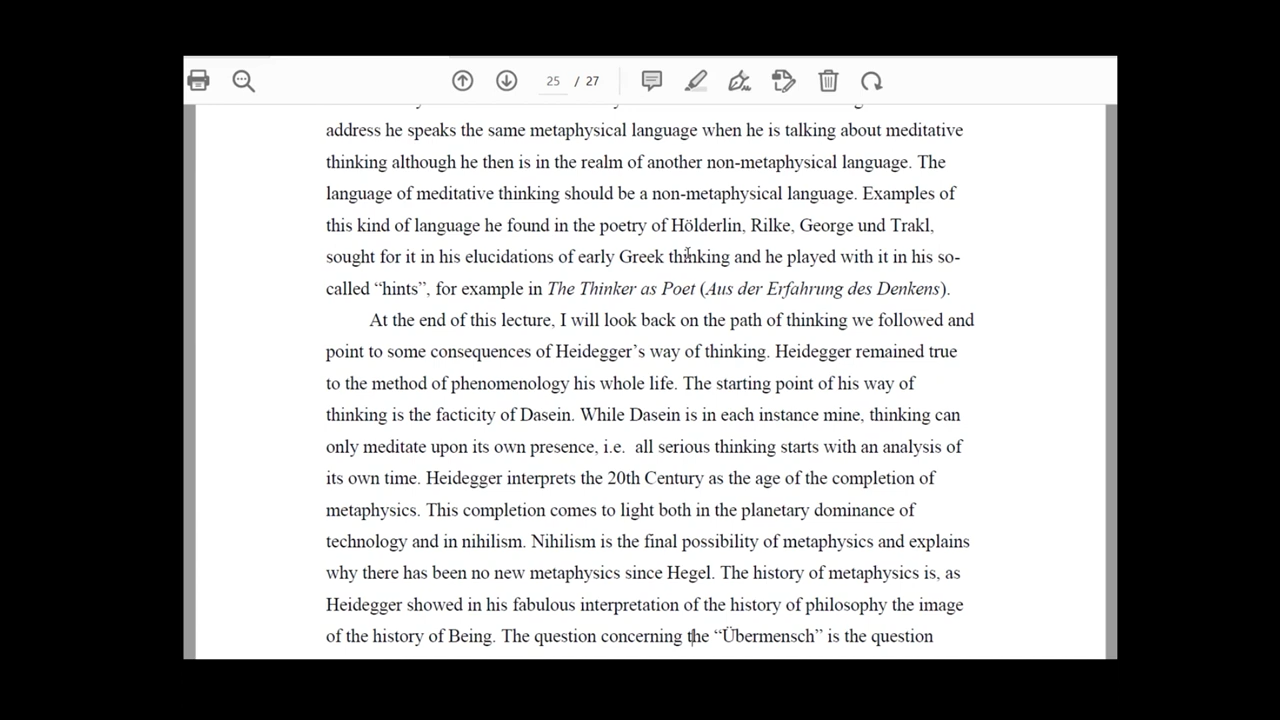 25 / 27
address he speaks the same metaphysical language when he is talking about meditative
thinking although he then is in the realm of another non-metaphysical language. The
language of meditative thinking should be a non-metaphysical language. Examples of
this kind of language he found in the poetry of Hölderlin, Rilke, George und Trakl,
sought for it in his elucidations of early Greek thinking and he played with it in his so-
called “hints”, for example in The Thinker as Poet (Aus der Erfahrung des Denkens).
At the end of this lecture, I will look back on the path of thinking we followed and
point to some consequences of Heidegger’s way of thinking. Heidegger remained true
to the method of phenomenology his whole life. The starting point of his way of
thinking is the facticity of Dasein. While Dasein is in each instance mine, thinking can
only meditate upon its own presence, i.e. all serious thinking starts with an analysis of
its own time. Heidegger interprets the 20th Century as the age of the completion of
metaphysics. This completion comes to light both in the planetary dominance of
technology and in nihilism. Nihilism is the final possibility of metaphysics and explains
why there has been no new metaphysics since Hegel. The history of metaphysics is, as
Heidegger showed in his fabulous interpretation of the history of philosophy the image
of the history of Being. The question concerning the “Übermensch” is the question